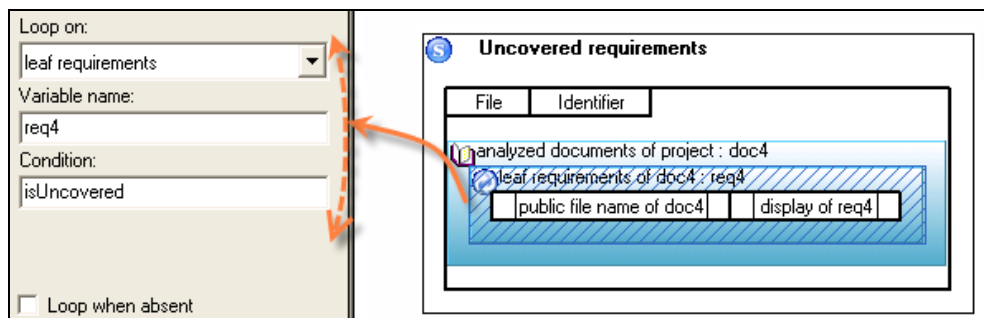 Loop on:
leaf requirements
Variable name:
req4
Condition:
isUncovered
Loop when absent
S Uncovered requirements
File Identifier
analyzed documents of project : doc4
leaf requirements of doc4 : req4
public file name of doc4 display of req4